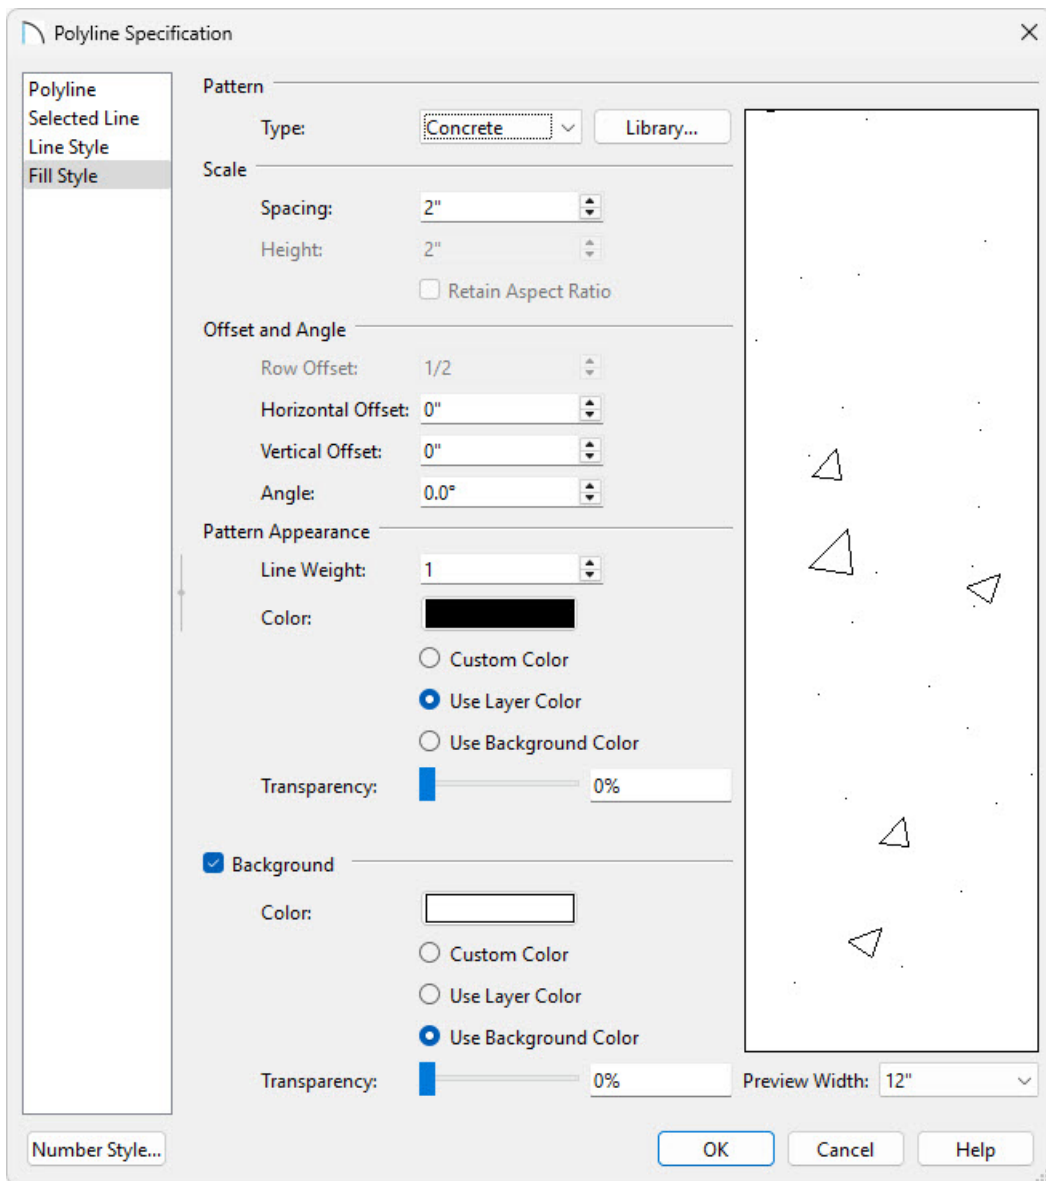 Polyline Specification
Polyline
Selected Line
Line Style
Fill Style
Pattern
Type: Concrete Library...
Scale
Spacing: 2"
Height: 2"
Retain Aspect Ratio
Offset and Angle
Row Offset: 1/2
Horizontal Offset: 0"
Vertical Offset: 0"
Angle: 0.0°
Pattern Appearance
Line Weight: 1
Color:
Custom Color
Use Layer Color
Use Background Color
Transparency: 0%
Background
Color:
Custom Color
Use Layer Color
Use Background Color
Transparency: 0%
Preview Width: 12"
Number Style... OK Cancel Help